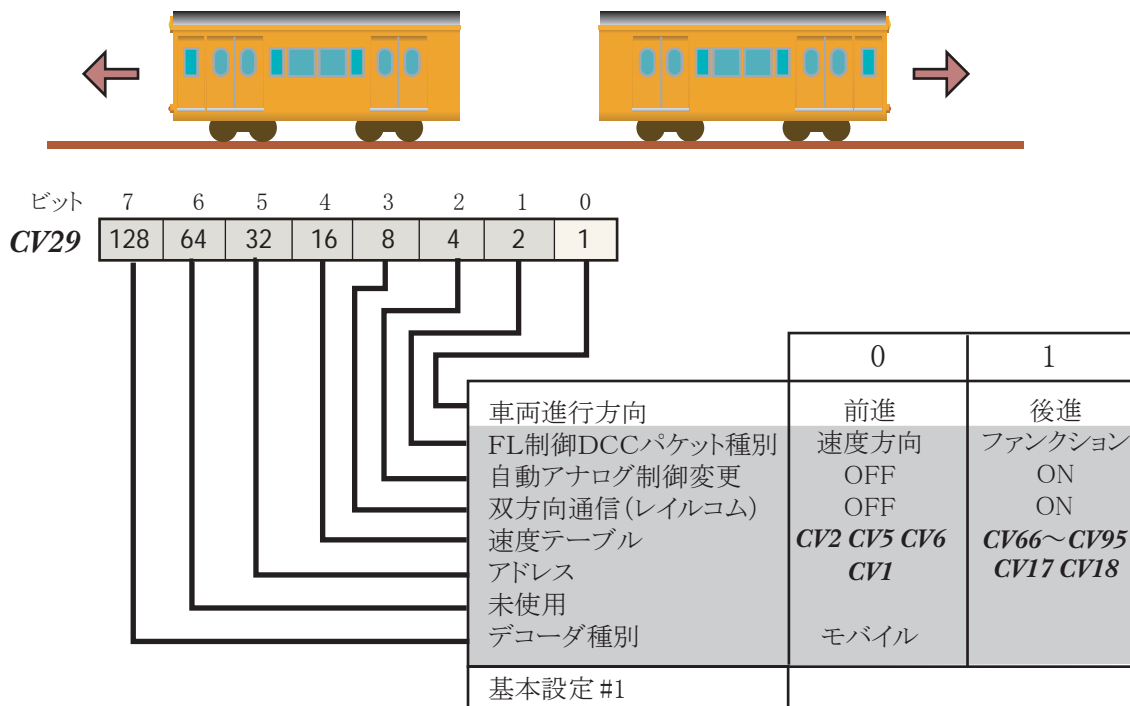 ビット 7 6 5 4 3 2 1 0
CV29 128 64 32 16 8 4 2 1
0 1
車両進行方向 前進 後進
FL制御DCCパケット種別 速度方向 ファンクション
自動アナログ制御変更 OFF ON
双方向通信(レイルコム) OFF ON
速度テーブル CV2 CV5 CV6 CV66～CV95
アドレス CV1 CV17 CV18
未使用
デコーダ種別 モバイル
基本設定 #1